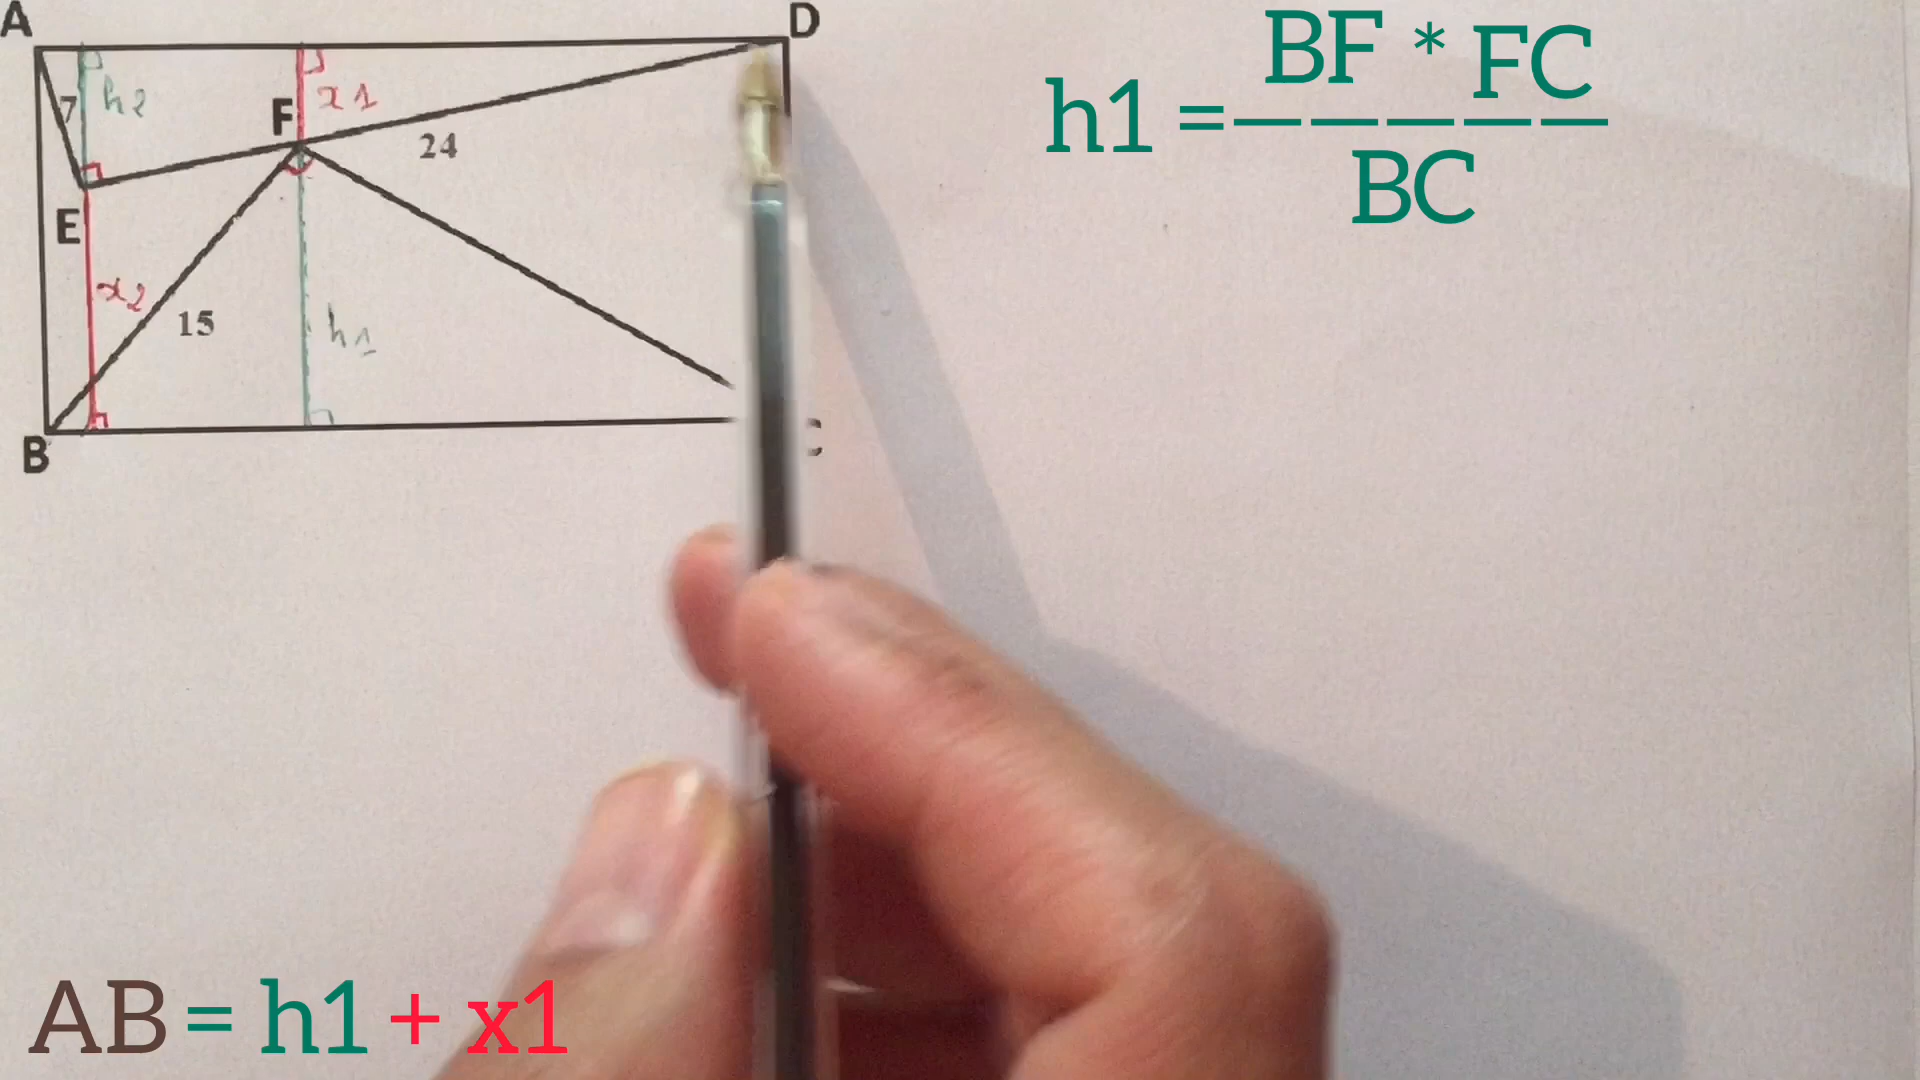 A
D
7
h2
F
x1
24
E
x2
15
h1
B
C
h1 = BF * FC
—————
BC
AB = h1 + x1